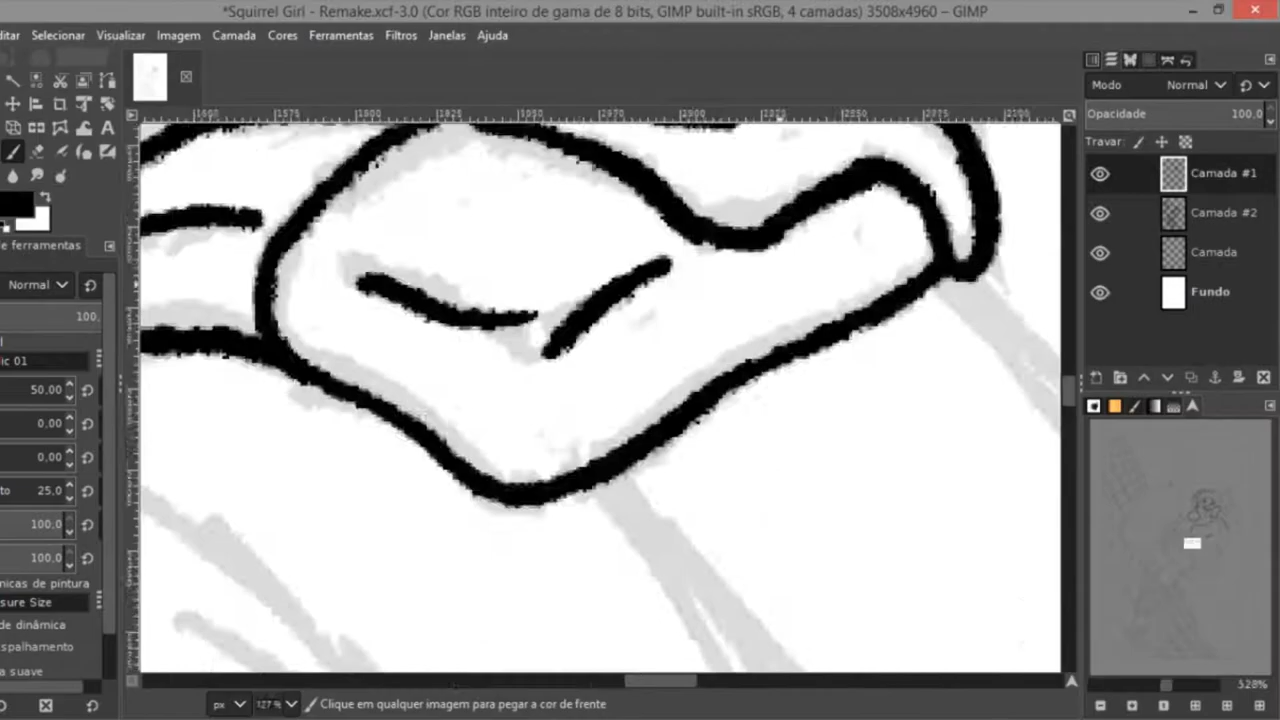 *Squirrel Girl - Remake.xcf-3.0 (Cor RGB inteiro de gama de 8 bits, GIMP built-in sRGB, 4 camadas) 3508x4960 – GIMP
itar Selecionar Visualizar Imagem Camada Cores Ferramentas Filtros Janelas Ajuda
Modo Normal
Opacidade 100,0
Travar:
Camada #1
Camada #2
Camada
Fundo
e ferramentas
Normal
100,
ic 01
50,00
0,00
0,00
to 25,0
100,0
100,0
nicas de pintura
sure Size
de dinâmica
spalhamento
a suave
528%
px 127 % Clique em qualquer imagem para pegar a cor de frente